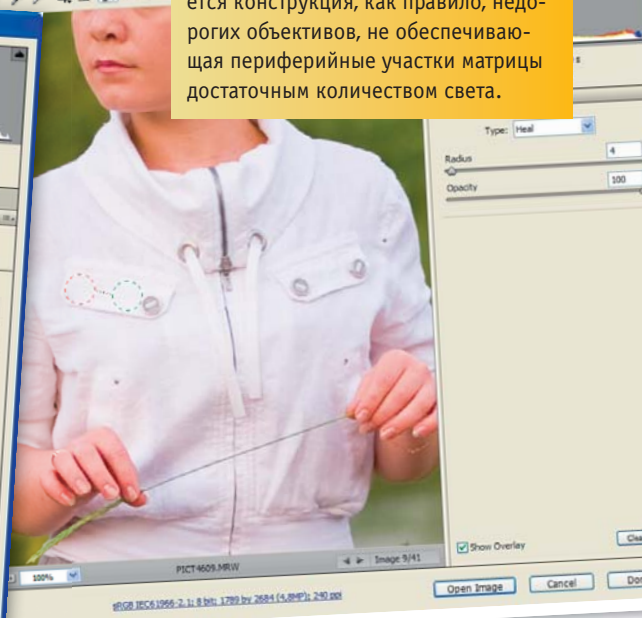 ется конструкция, как правило, недо-
рогих объективов, не обеспечиваю-
щая периферийные участки матрицы
достаточным количеством света.
Type: Heal
Radius 4
Opacity 100
Show Overlay
100%
PICT4609.MRW
Image 9/41
sRGB IEC61966-2.1; 8 bit; 1789 by 2684 (4,8MP); 240 ppi
Open Image
Cancel